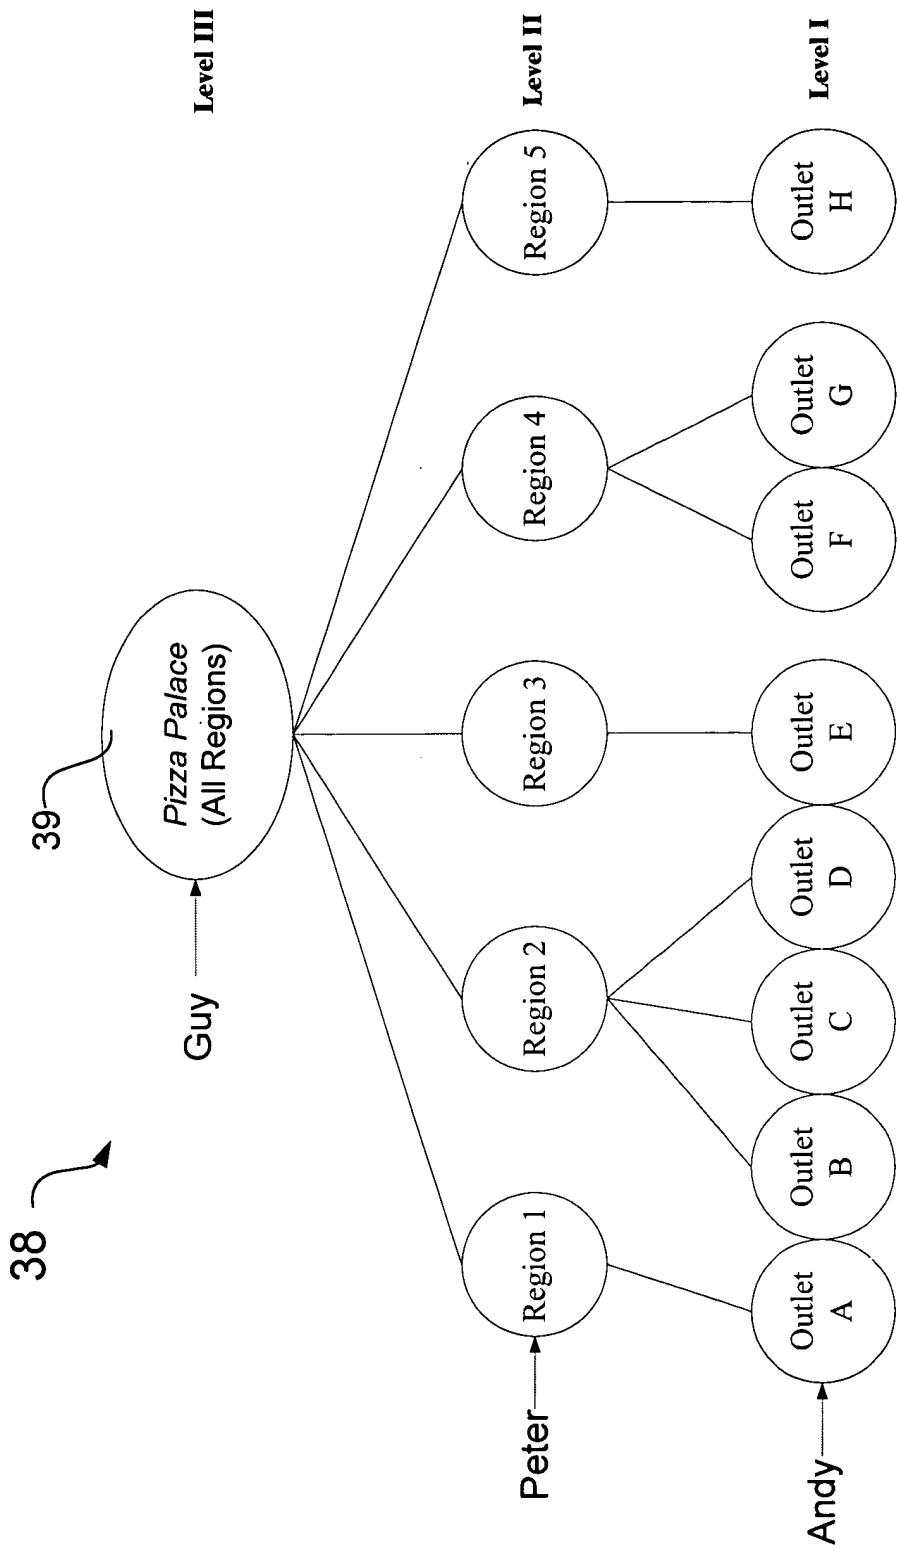 38
39
Guy
Pizza Palace
(All Regions)
Level III
Peter
Region 1
Region 2
Region 3
Region 4
Region 5
Level II
Andy
Outlet
A
Outlet
B
Outlet
C
Outlet
D
Outlet
E
Outlet
F
Outlet
G
Outlet
H
Level I